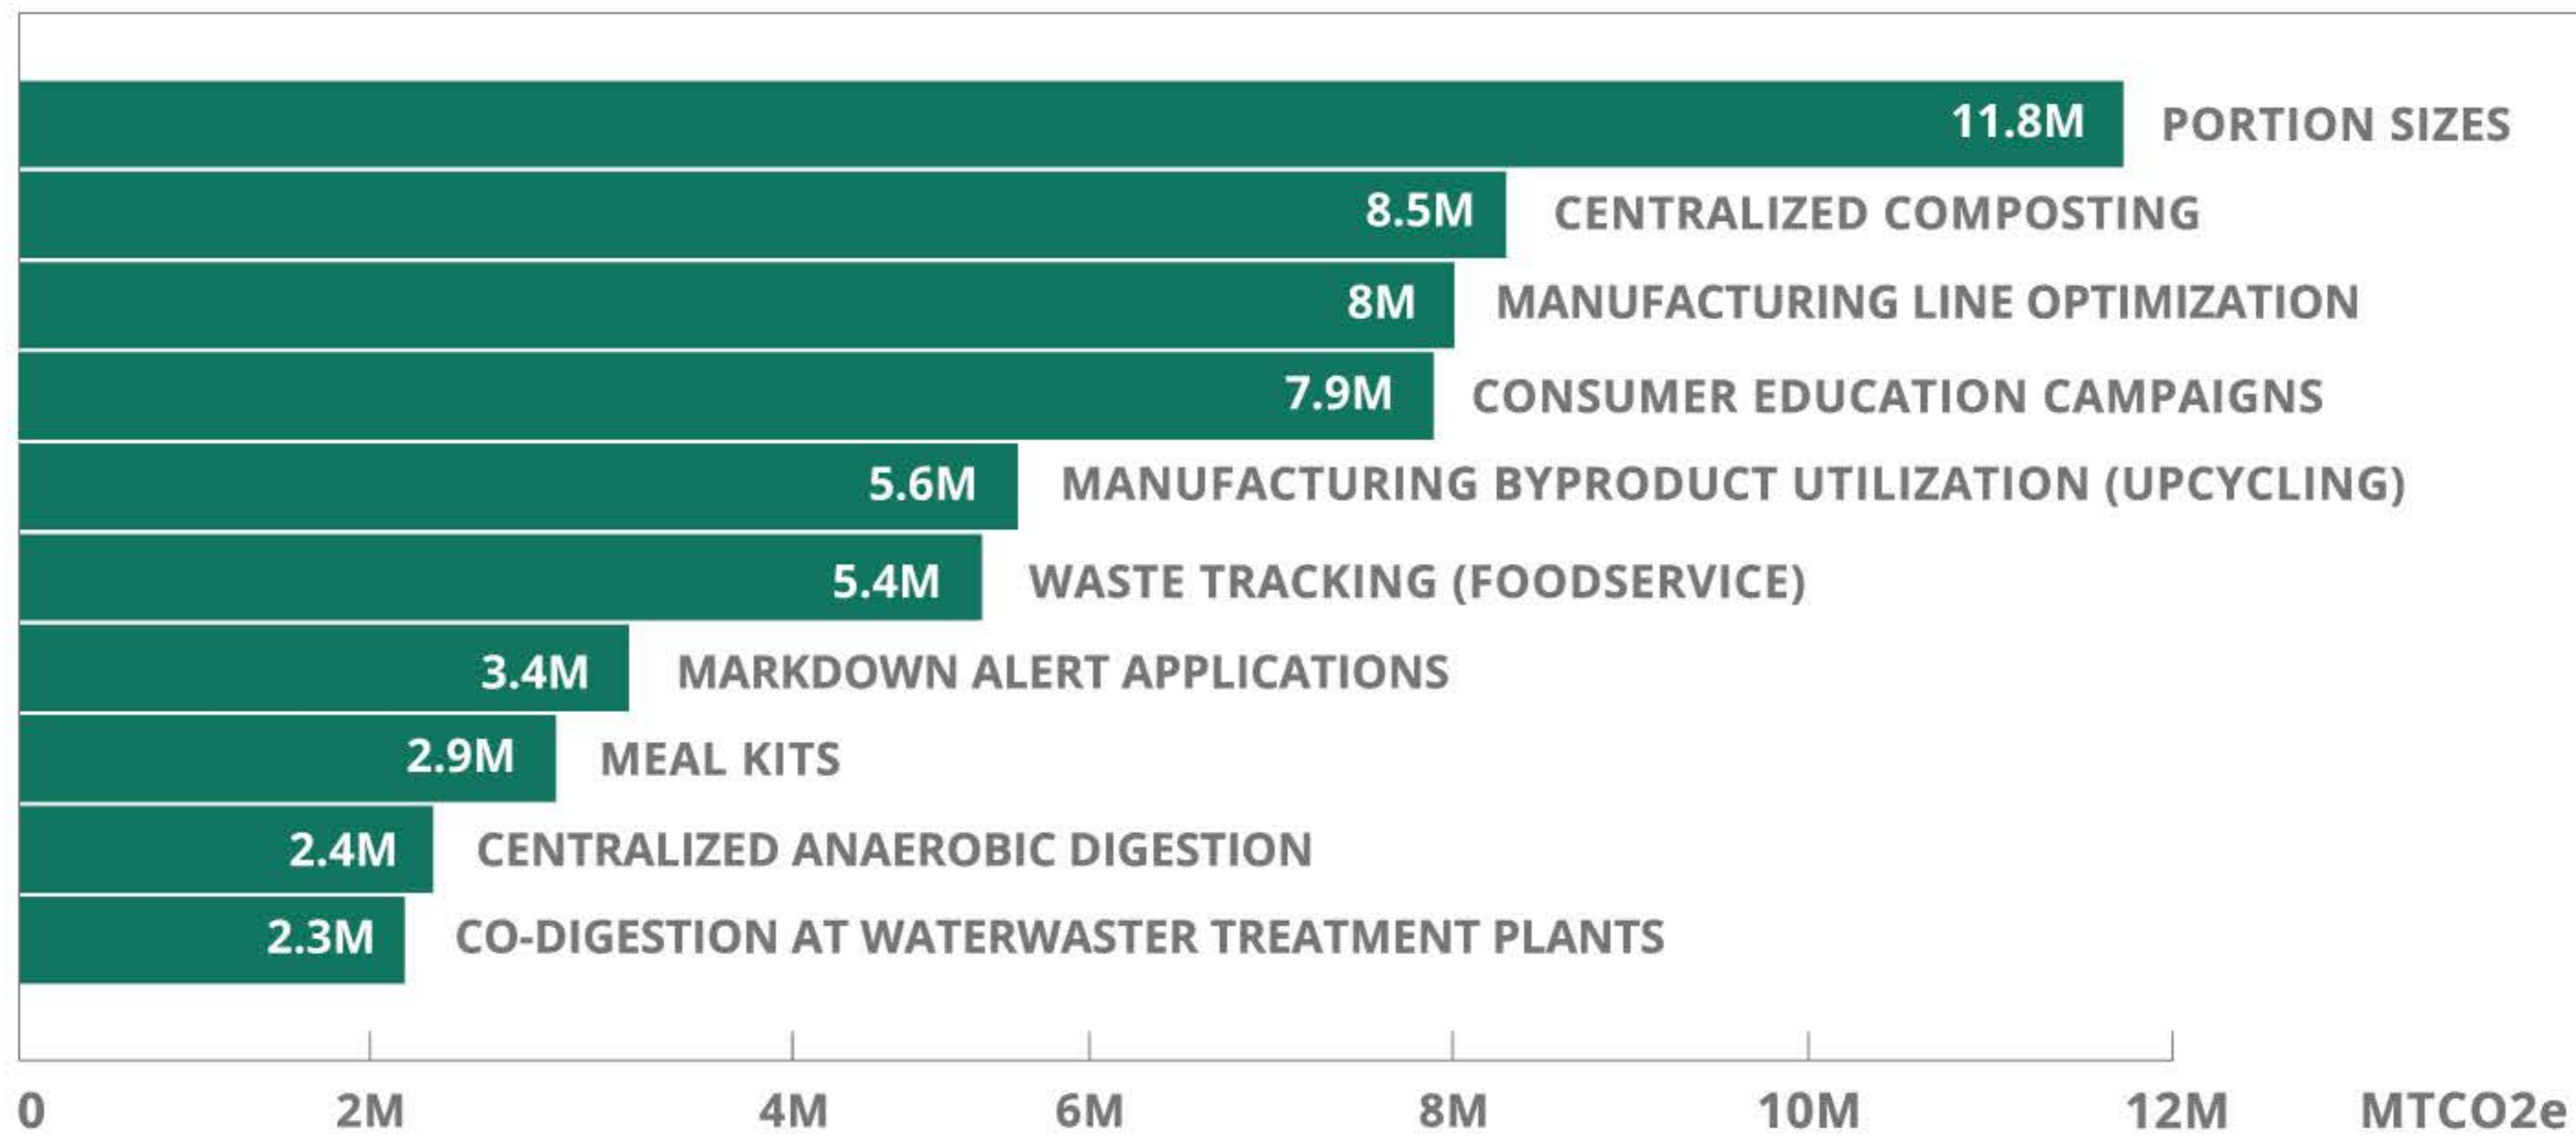 11.8M PORTION SIZES
8.5M CENTRALIZED COMPOSTING
8M MANUFACTURING LINE OPTIMIZATION
7.9M CONSUMER EDUCATION CAMPAIGNS
5.6M MANUFACTURING BYPRODUCT UTILIZATION (UPCYCLING)
5.4M WASTE TRACKING (FOODSERVICE)
3.4M MARKDOWN ALERT APPLICATIONS
2.9M MEAL KITS
2.4M CENTRALIZED ANAEROBIC DIGESTION
2.3M CO-DIGESTION AT WATERWASTER TREATMENT PLANTS
0 2M 4M 6M 8M 10M 12M MTCO2e